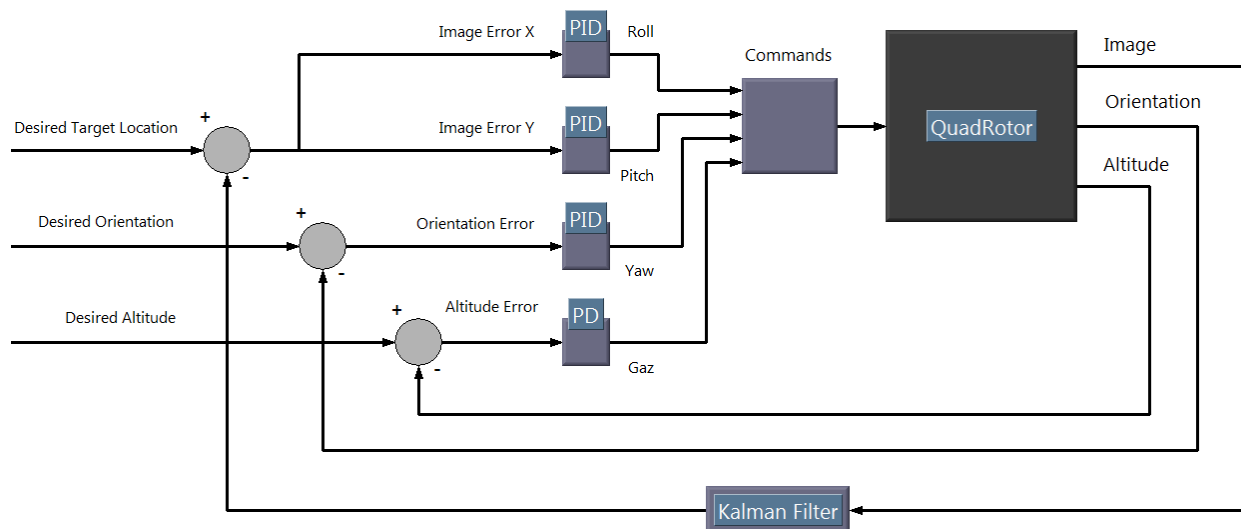 Image Error X
PID
Roll
Commands
Image
Desired Target Location
+
-
Image Error Y
PID
Pitch
QuadRotor
Orientation
Altitude
Desired Orientation
+
-
Orientation Error
PID
Yaw
Desired Altitude
+
-
Altitude Error
PD
Gaz
Kalman Filter